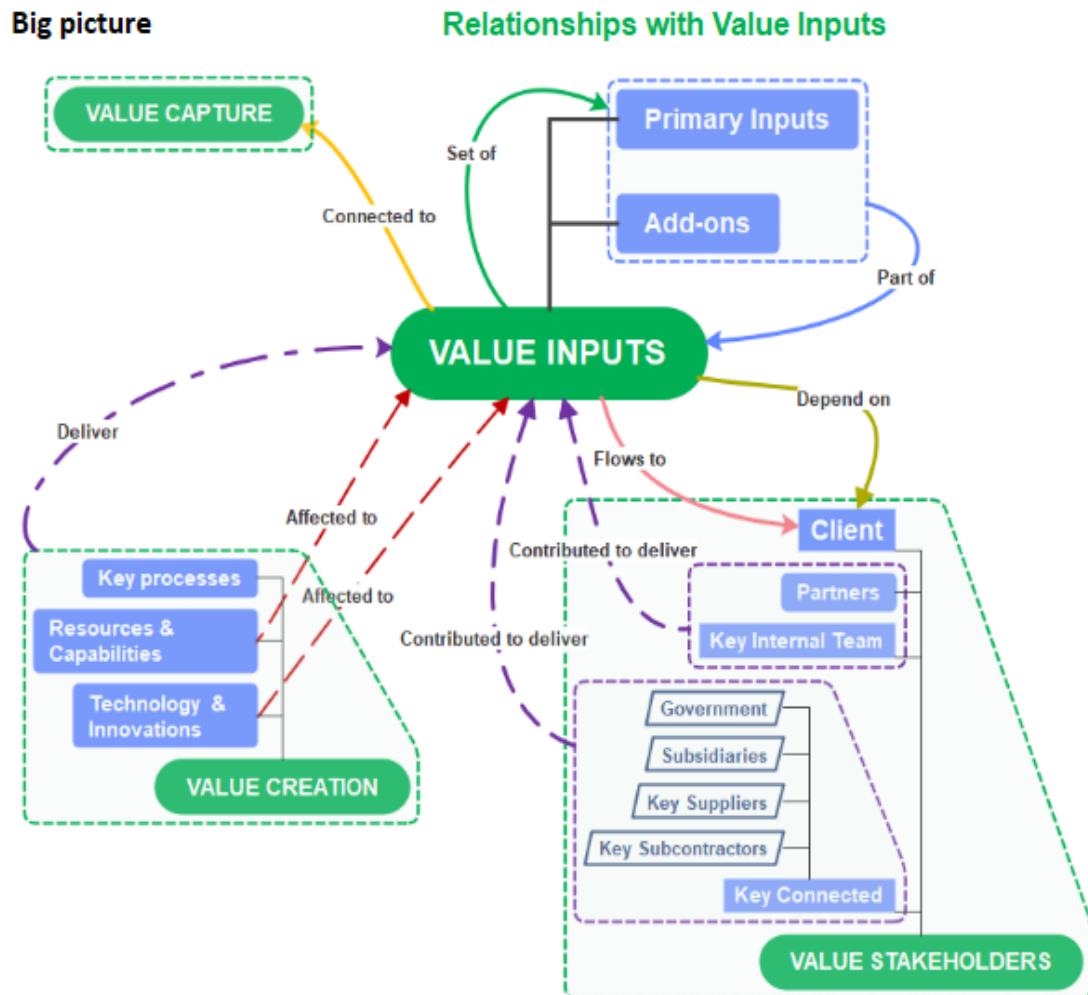 Big picture
Relationships with Value Inputs
VALUE CAPTURE
Primary Inputs
Set of
Add-ons
Connected to
Part of
VALUE INPUTS
Depend on
Deliver
Flows to
Affected to
Client
Contributed to deliver
Key processes
Partners
Affected to
Resources &
Capabilities
Contributed to deliver
Key Internal Team
Technology &
Innovations
Government
Subsidiaries
VALUE CREATION
Key Suppliers
Key Subcontractors
Key Connected
VALUE STAKEHOLDERS